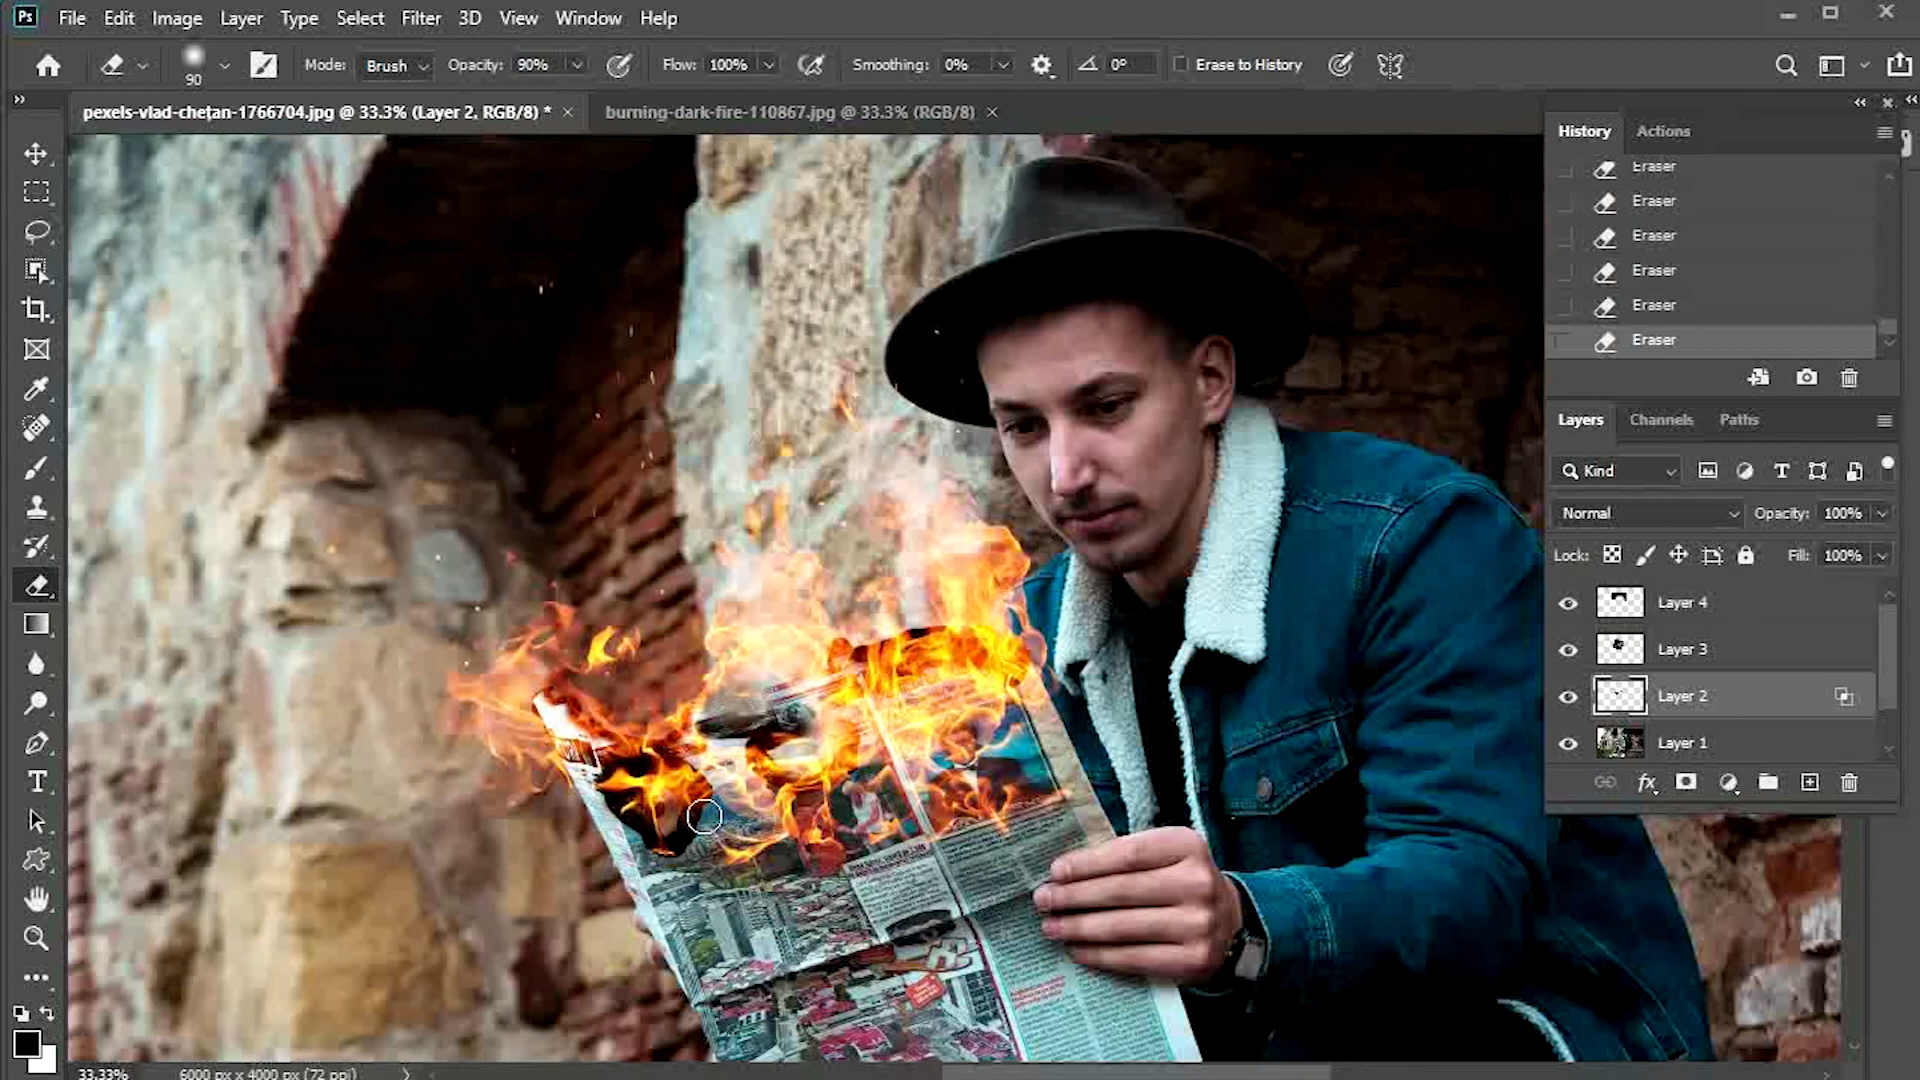 Ps File Edit Image Layer Type Select Filter 3D View Window Help
90 Mode: Brush Opacity: 90% Flow: 100% Smoothing: 0% 0° Erase to History
pexels-vlad-chețan-1766704.jpg @ 33.3% (Layer 2, RGB/8) * × burning-dark-fire-110867.jpg @ 33.3% (RGB/8) ×
History Actions
Eraser
Eraser
Eraser
Eraser
Eraser
Eraser
Layers Channels Paths
Kind
Normal Opacity: 100%
Lock: Fill: 100%
Layer 4
Layer 3
Layer 2
Layer 1
fx
33.33% 6000 px x 4000 px (72 ppi)